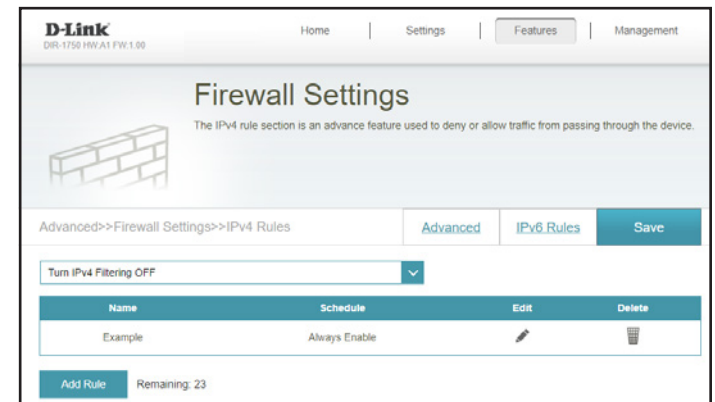 D-Link
DIR-1750 HW:A1 FW:1.00
Home | Settings | Features | Management
Firewall Settings
The IPv4 rule section is an advance feature used to deny or allow traffic from passing through the device.
Advanced>>Firewall Settings>>IPv4 Rules Advanced IPv6 Rules Save
Turn IPv4 Filtering OFF
Name Schedule Edit Delete
Example Always Enable
Add Rule Remaining: 23